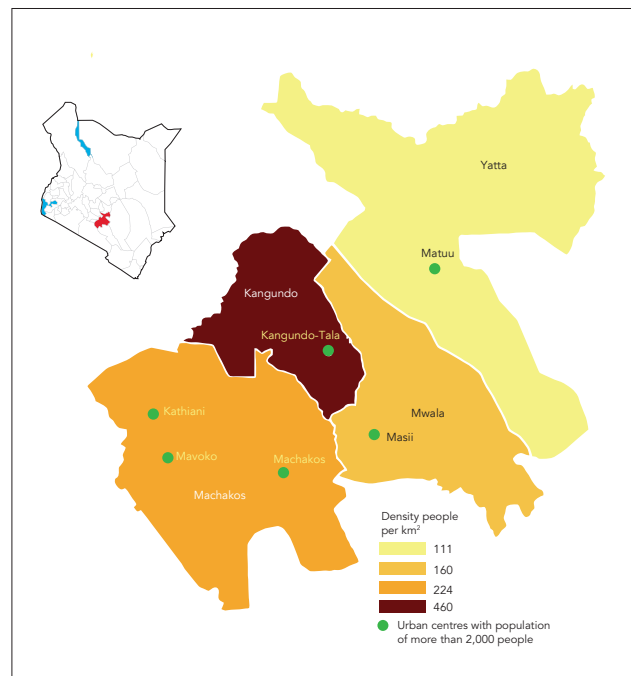 Yatta
Matuu
Kangundo
Kangundo-Tala
Mwala
Kathiani
Masii
Mavoko
Machakos
Machakos
Density people
per km²
111
160
224
460
Urban centres with population
of more than 2,000 people